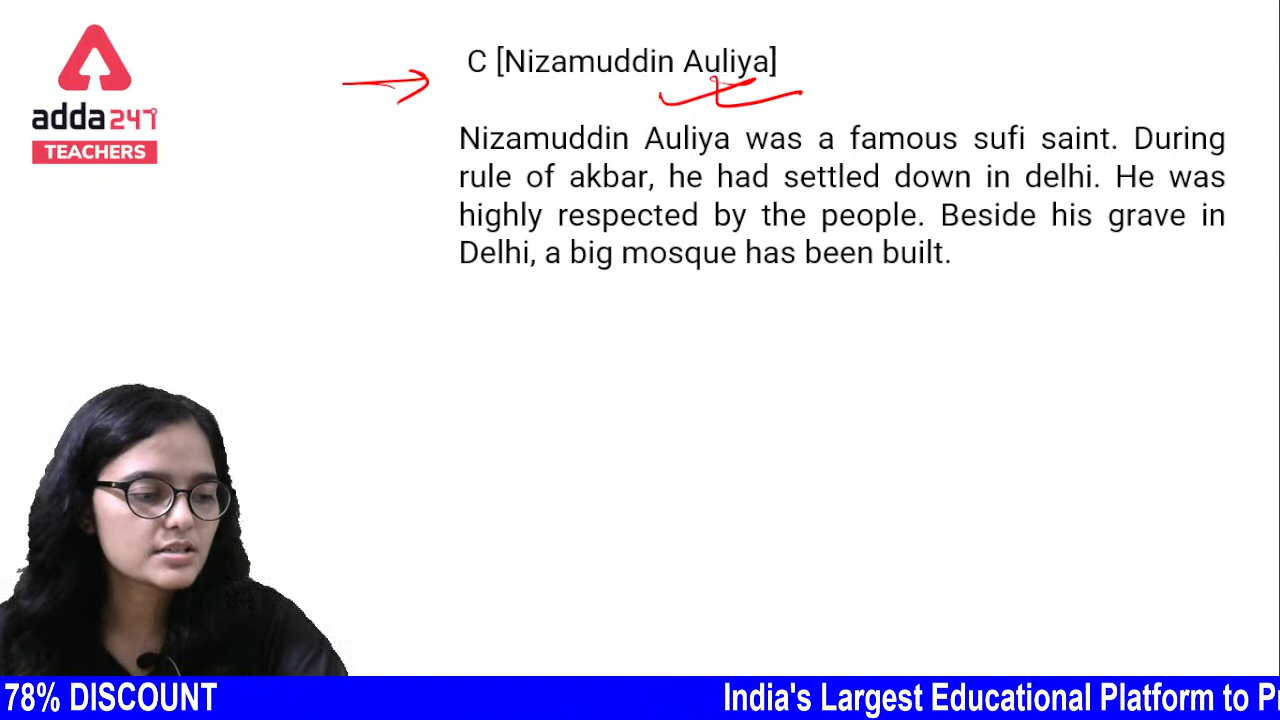 C [Nizamuddin Auliya]
Nizamuddin Auliya was a famous sufi saint. During
rule of akbar, he had settled down in delhi. He was
highly respected by the people. Beside his grave in
Delhi, a big mosque has been built.
adda247
TEACHERS
78% DISCOUNT
India's Largest Educational Platform to P